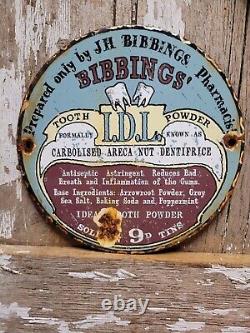 Prepared only by J.H. BIBBINGS Pharmacist
'BIBBINGS'
TOOTH POWDER
I.D.L.
FORMALLY KNOWN AS
CARBOLISED ARECA-NUT DENTIFRICE
Antiseptic Astringent Reduces Bad
Breath and Inflammation of the Gums.
Base Ingredients: Arrowroot Powder, Grey
Sea Salt, Baking Soda and Peppermint
IDEAL TOOTH POWDER
9D TINS